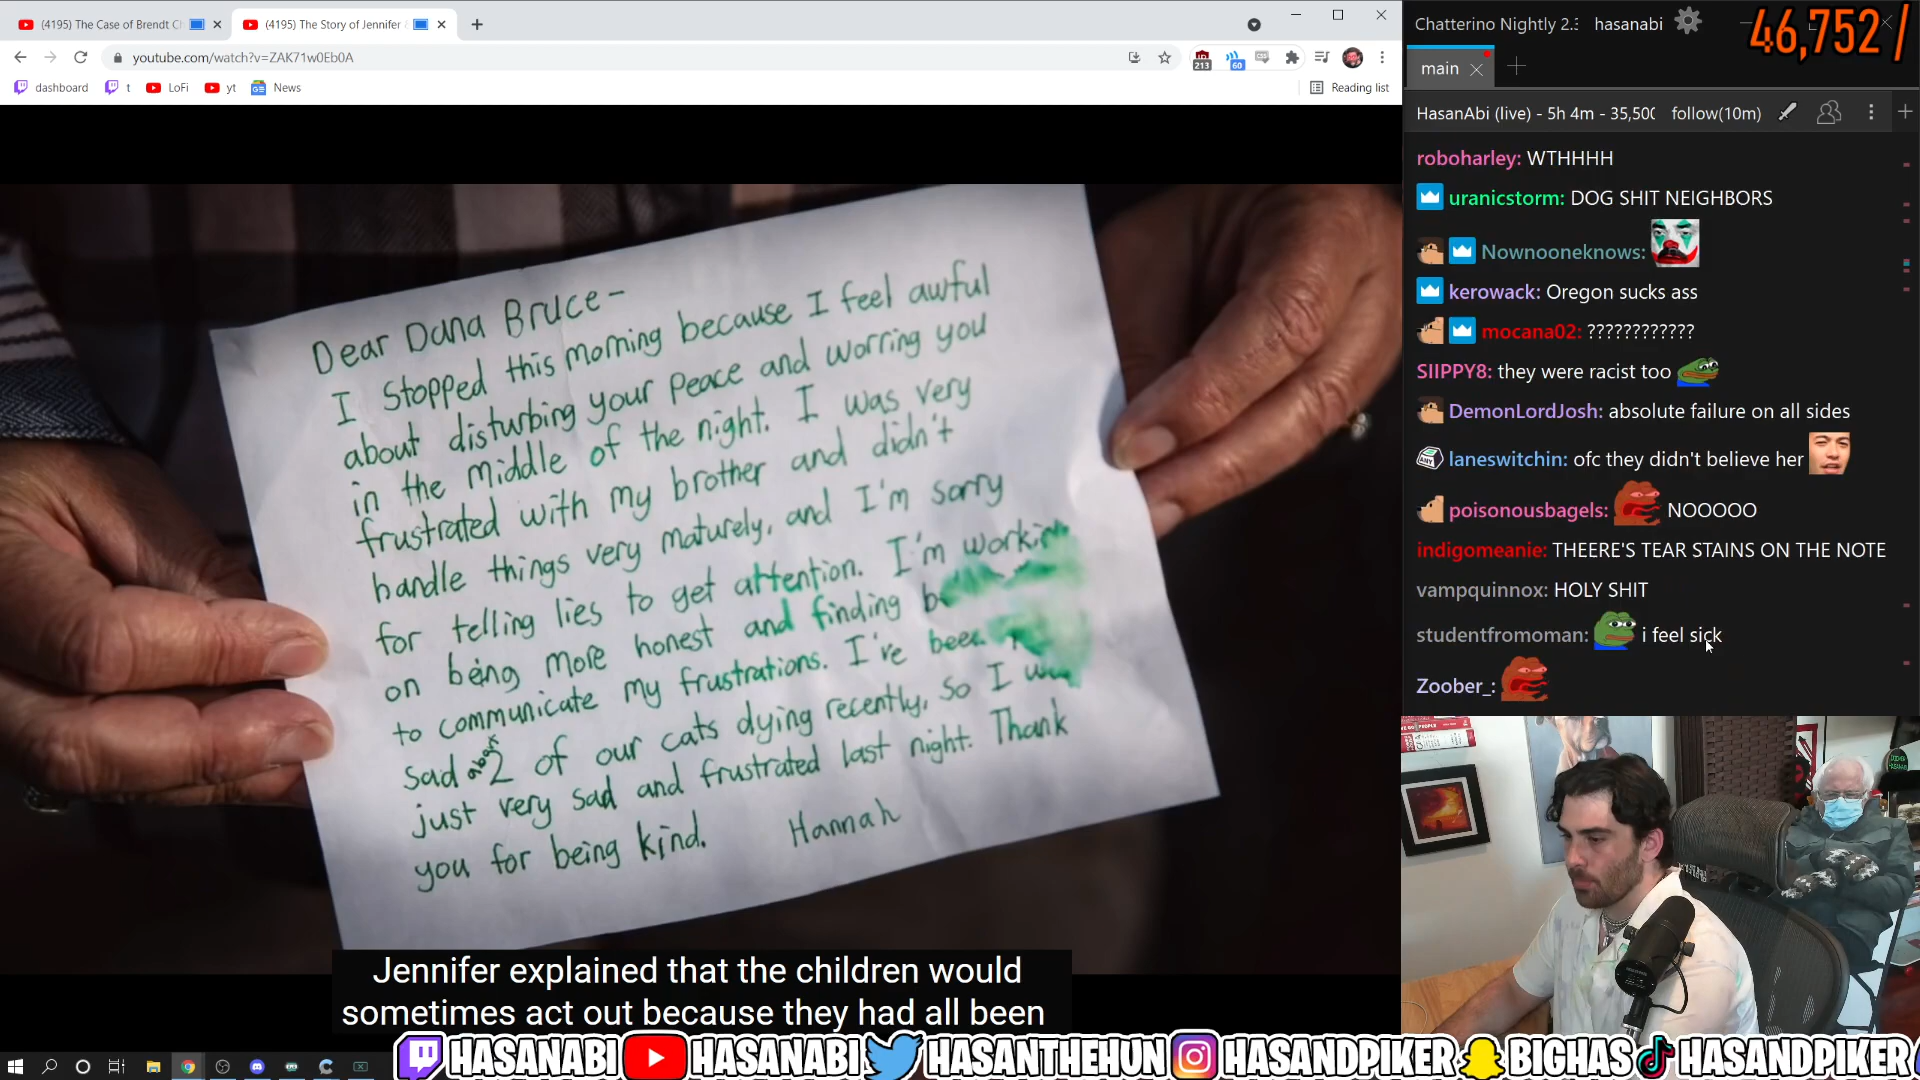 (4195) The Case of Brendt C
(4195) The Story of Jennifer
youtube.com/watch?v=ZAK71w0Eb0A
213
60
dashboard
t
LoFi
yt
News
Reading list
Dear Dana Bruce-
I stopped this morning because I feel awful
about disturbing your peace and worring you
in the middle of the night. I was very
frustrated with my brother and didn't
handle things very maturely, and I'm sorry
for telling lies to get attention. I'm working
on being more honest and finding
to communicate my frustrations. I've been
sad about 2 of our cats dying recently, so I
just very sad and frustrated last night. Thank
you for being kind. Hannah
Jennifer explained that the children would
sometimes act out because they had all been
Chatterino Nightly 2.
hasanabi
46,752 /
main
HasanAbi (live) - 5h 4m - 35,500
follow(10m)
roboharley: WTHHHH
uranicstorm: DOG SHIT NEIGHBORS
Nownooneknows:
kerowack: Oregon sucks ass
mocana02: ????????????
SIIPPY8: they were racist too
DemonLordJosh: absolute failure on all sides
laneswitchin: ofc they didn't believe her
poisonousbagels: NOOOOO
indigomeanie: THEERE'S TEAR STAINS ON THE NOTE
vampquinnox: HOLY SHIT
studentfromoman: i feel sick
Zoober_:
HASANABI HASANABI HASANTHEHUN HASANDPIKER BIGHAS HASANDPIKER